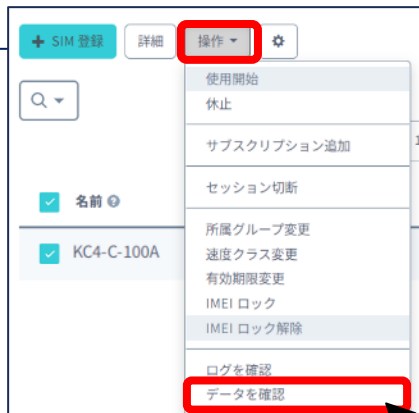 + SIM 登録 詳細 操作
使用開始
休止
サブスクリプション追加
1
セッション切断
名前
所属グループ変更
KC4-C-100A
速度クラス変更
有効期限変更
IMEI ロック
IMEI ロック解除
ログを確認
データを確認